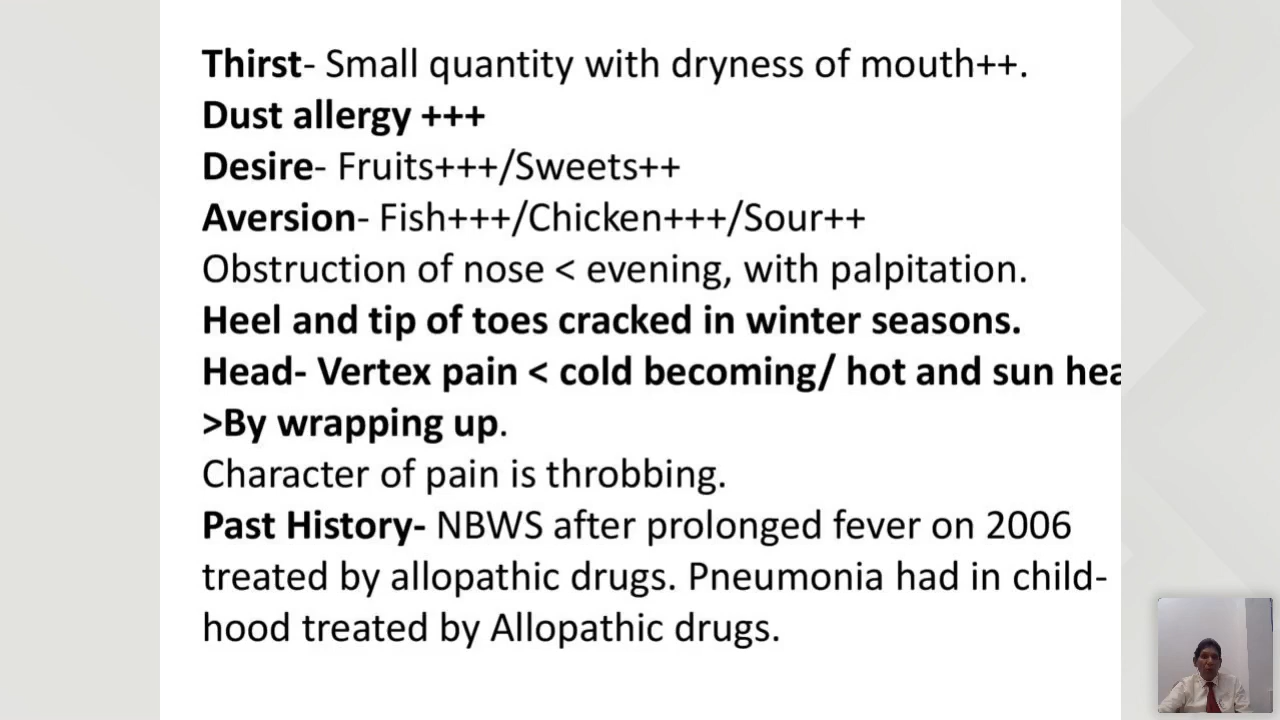 Thirst- Small quantity with dryness of mouth++.
Dust allergy +++
Desire- Fruits+++/Sweets++
Aversion- Fish+++/Chicken+++/Sour++
Obstruction of nose < evening, with palpitation.
Heel and tip of toes cracked in winter seasons.
Head- Vertex pain < cold becoming/ hot and sun
>By wrapping up.
Character of pain is throbbing.
Past History- NBWS after prolonged fever on 2006
treated by allopathic drugs. Pneumonia had in child-
hood treated by Allopathic drugs.